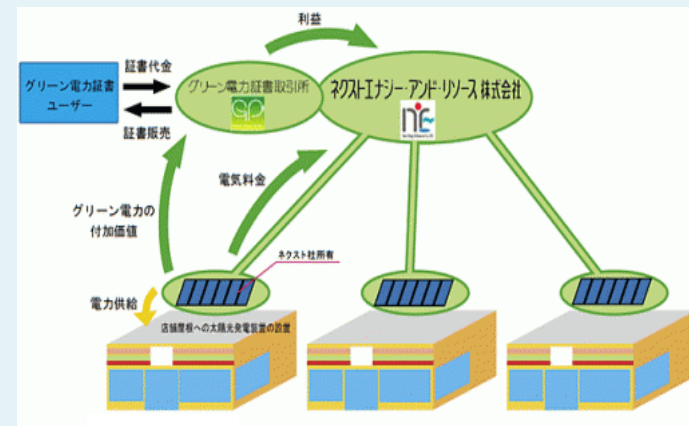 利益
証書代金
グリーン電力証書
ユーザー
グリーン電力証書取引所
ネクストエナジー・アンド・リソース株式会社
証書販売
電気料金
グリーン電力の
付加価値
ネクスト社所有
電力供給
店舗屋根への太陽光発電装置の設置